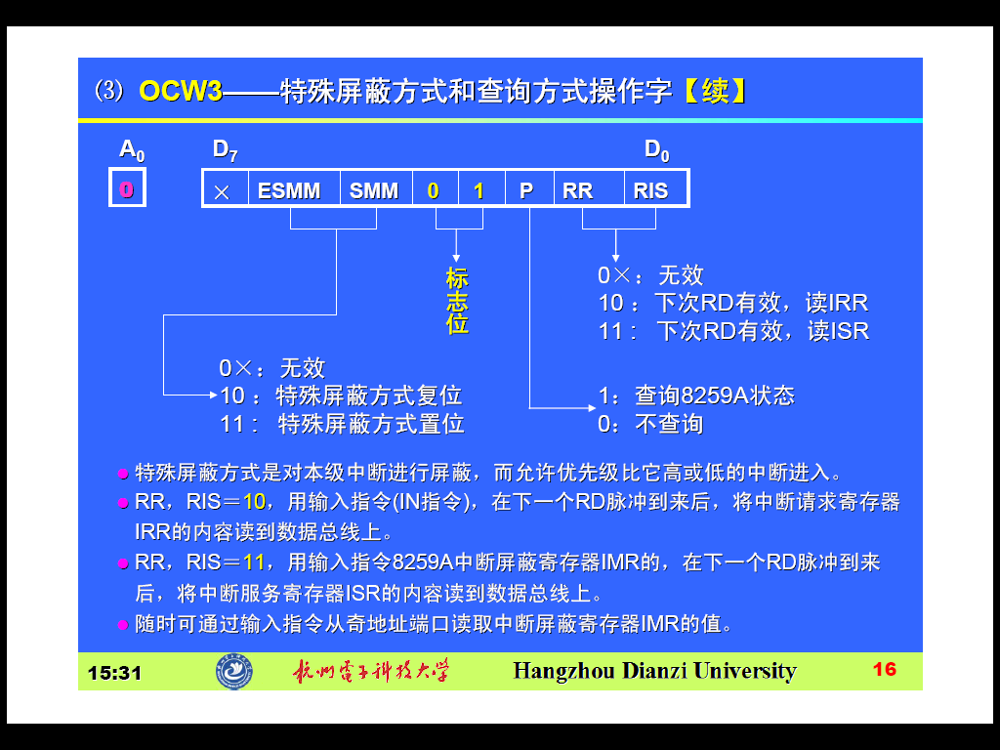 (3) OCW3——特殊屏蔽方式和查询方式操作字【续】
A0 D7 D0
0 × ESMM SMM 0 1 P RR RIS
标志位
0×：无效
10 ：下次RD有效，读IRR
11 : 下次RD有效，读ISR
0×：无效
10 ：特殊屏蔽方式复位
11 : 特殊屏蔽方式置位
1：查询8259A状态
0：不查询
●特殊屏蔽方式是对本级中断进行屏蔽，而允许优先级比它高或低的中断进入。
●RR，RIS＝10，用输入指令(IN指令)，在下一个RD脉冲到来后，将中断请求寄存器
IRR的内容读到数据总线上。
●RR，RIS＝11，用输入指令8259A中断屏蔽寄存器IMR的，在下一个RD脉冲到来
后，将中断服务寄存器ISR的内容读到数据总线上。
●随时可通过输入指令从奇地址端口读取中断屏蔽寄存器IMR的值。
15:31 杭州电子科技大学 Hangzhou Dianzi University 16